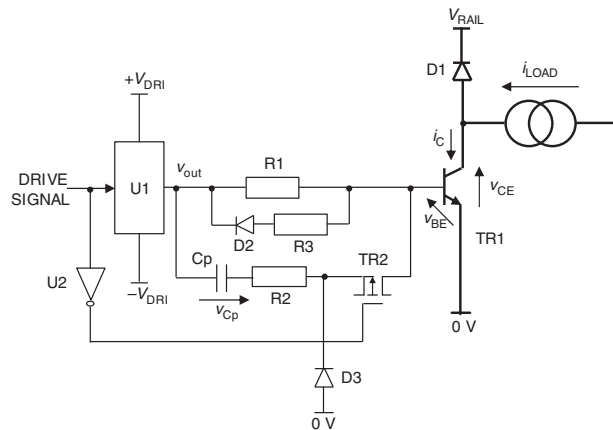 V_RAIL
D1
i_LOAD
+V_DRI
i_C
v_out
R1
DRIVE
SIGNAL
U1
v_CE
D2
R3
v_BE
TR1
Cp
TR2
U2
–V_DRI
R2
v_Cp
0 V
D3
0 V